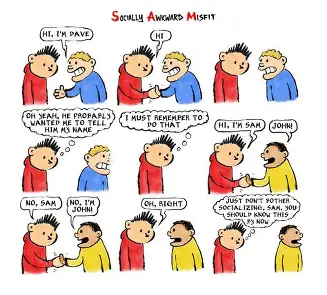 Socially Awkward Misfit
HI, I'M DAVE
HI
OH YEAH, HE PROBABLY
WANTED ME TO TELL
HIM MY NAME
I MUST REMEMBER TO
DO THAT
HI, I'M SAM
JOHN!
NO, SAM
NO, I'M
JOHN!
OH, RIGHT
JUST DON'T BOTHER
SOCIALIZING, SAM. YOU
SHOULD KNOW THIS
BY NOW